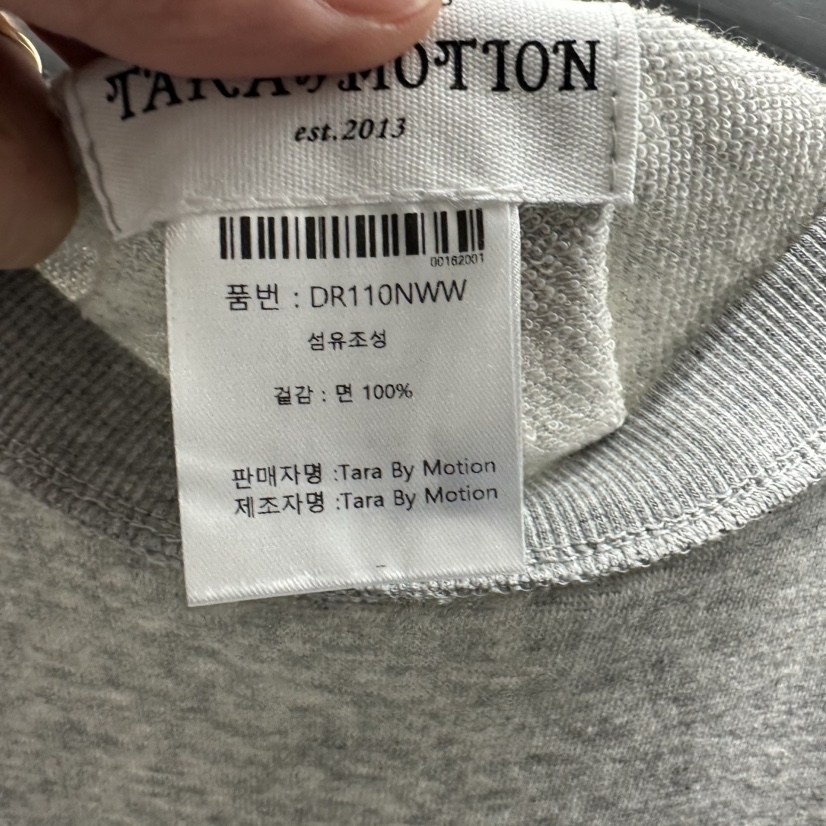 TARA by MOTION
est.2013
00162001
품번 : DR110NWW
섬유조성
겉감 : 면 100%
판매자명 :Tara By Motion
제조자명 :Tara By Motion